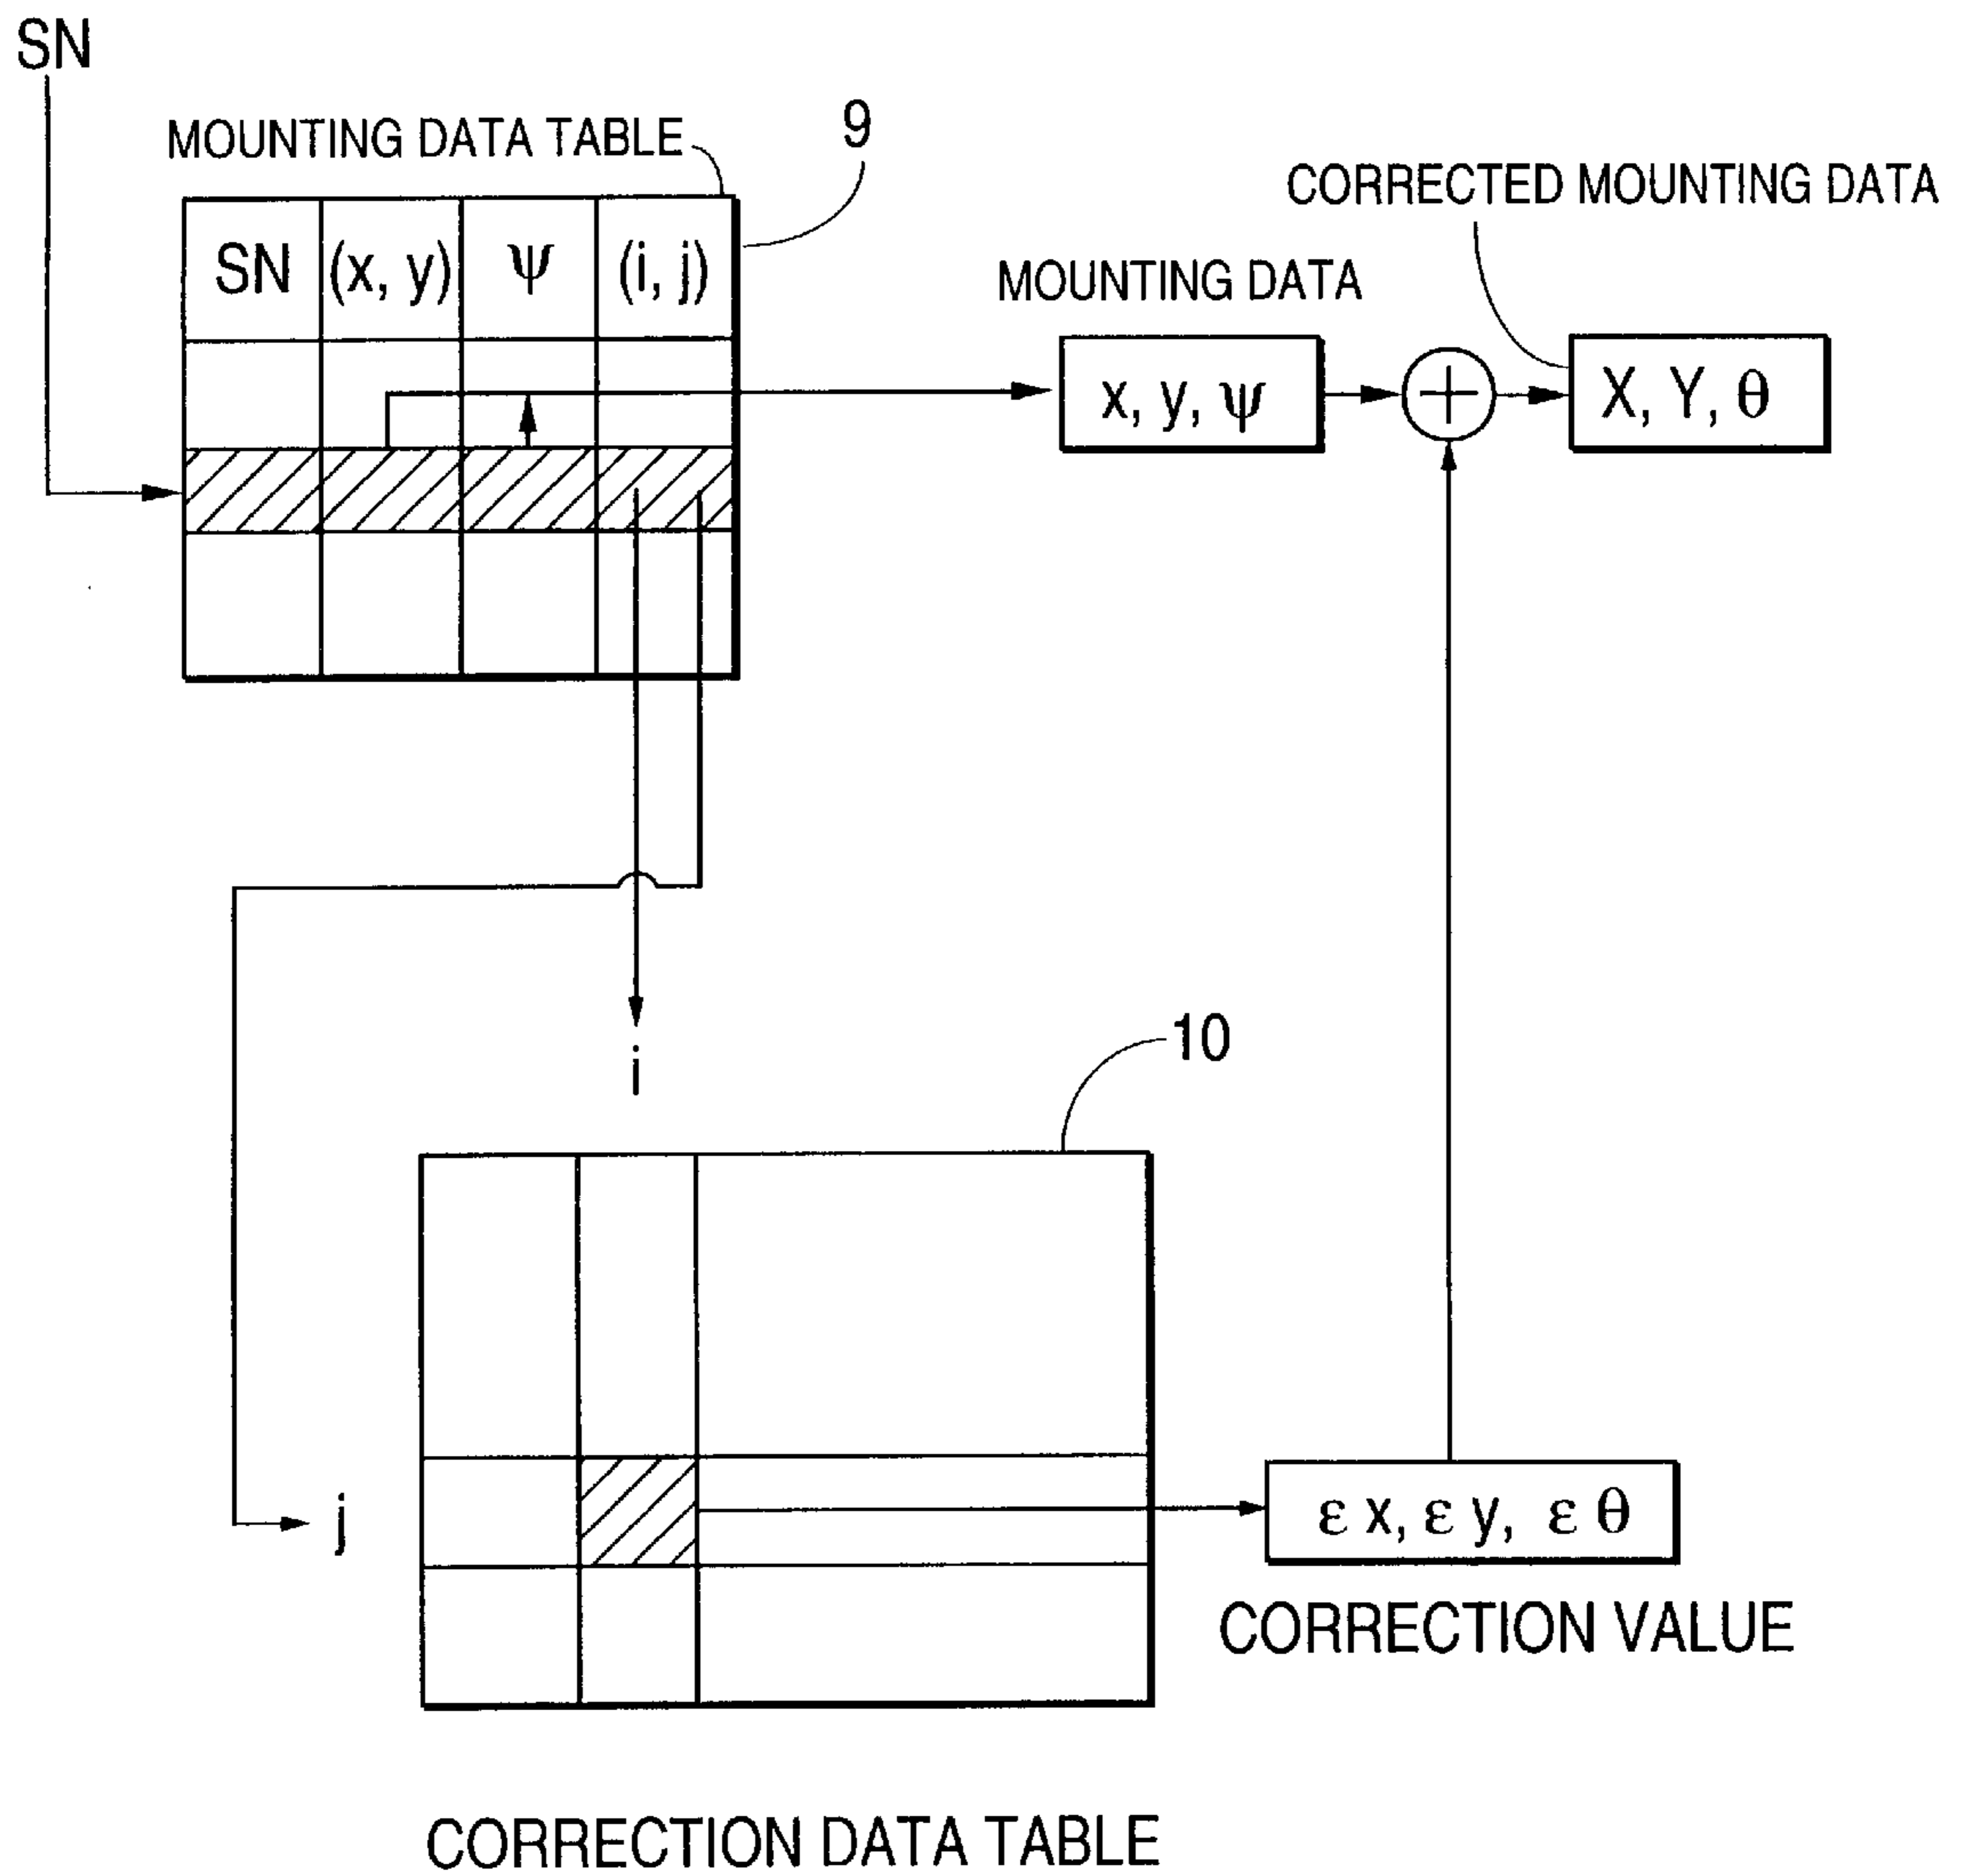 SN
MOUNTING DATA TABLE
9
CORRECTED MOUNTING DATA
SN (x, y) ψ (i, j)
MOUNTING DATA
x, y, ψ
+
X, Y, θ
i
10
j
ε x, ε y, ε θ
CORRECTION VALUE
CORRECTION DATA TABLE